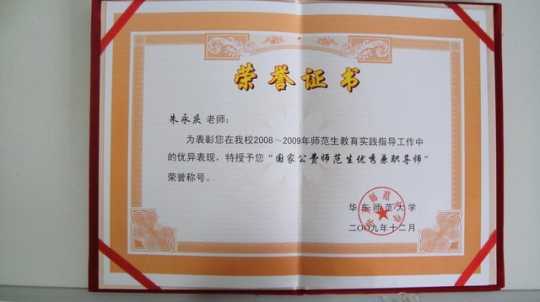 荣誉证书
朱永庆 老师：
为表彰您在我校2008～2009年师范生教育实践指导工作中
的优异表现，特授予您“国家公费师范生优秀兼职导师”
荣誉称号。
华东师范大学
二〇〇九年十二月